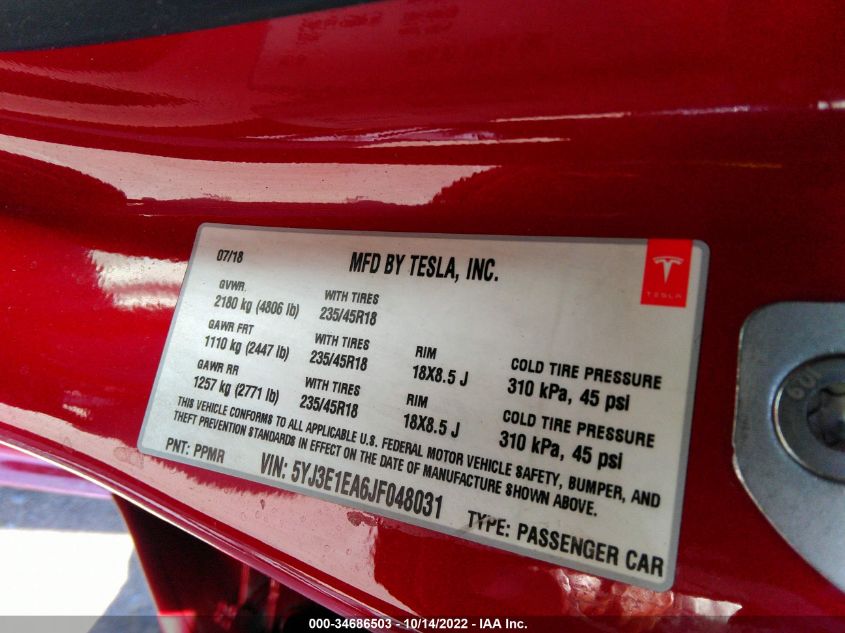 07/18
MFD BY TESLA, INC.
TESLA
GVWR
2180 kg (4806 lb)
WITH TIRES
235/45R18
GAWR FRT
1110 kg (2447 lb)
WITH TIRES
235/45R18
RIM
18X8.5 J
COLD TIRE PRESSURE
310 kPa, 45 psi
GAWR RR
1257 kg (2771 lb)
WITH TIRES
235/45R18
RIM
18X8.5 J
COLD TIRE PRESSURE
310 kPa, 45 psi
THIS VEHICLE CONFORMS TO ALL APPLICABLE U.S. FEDERAL MOTOR VEHICLE SAFETY, BUMPER, AND
THEFT PREVENTION STANDARDS IN EFFECT ON THE DATE OF MANUFACTURE SHOWN ABOVE.
PNT: PPMR
VIN: 5YJ3E1EA6JF048031
TYPE: PASSENGER CAR
000-34686503 - 10/14/2022 - IAA Inc.